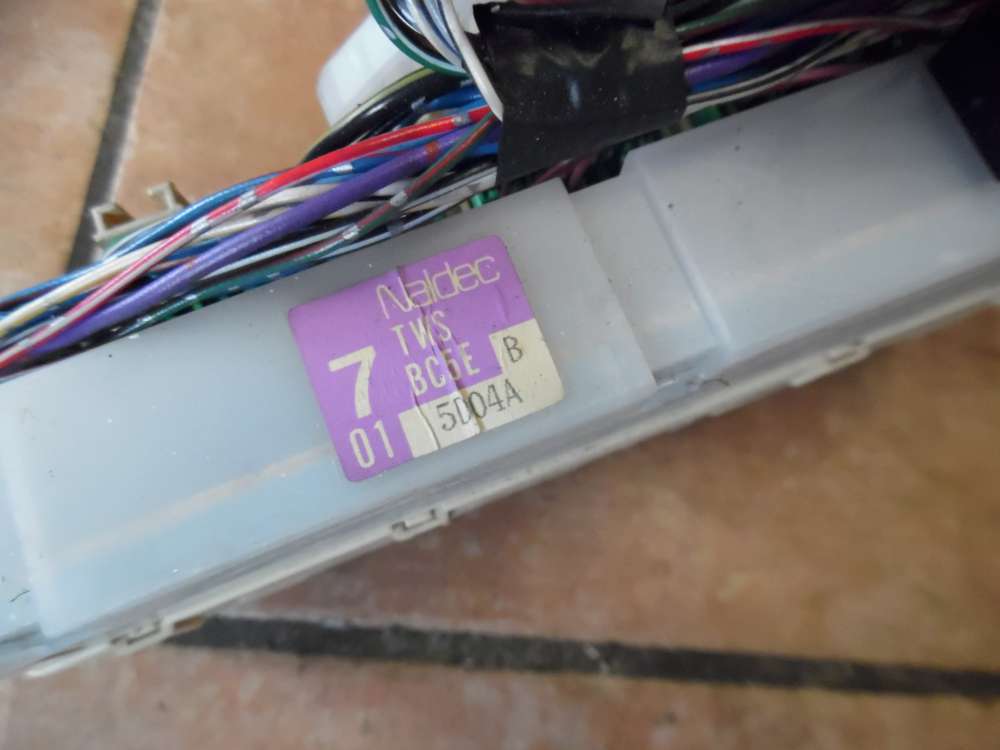 Naldec
TWS
7 BC5E B
01 5D04A